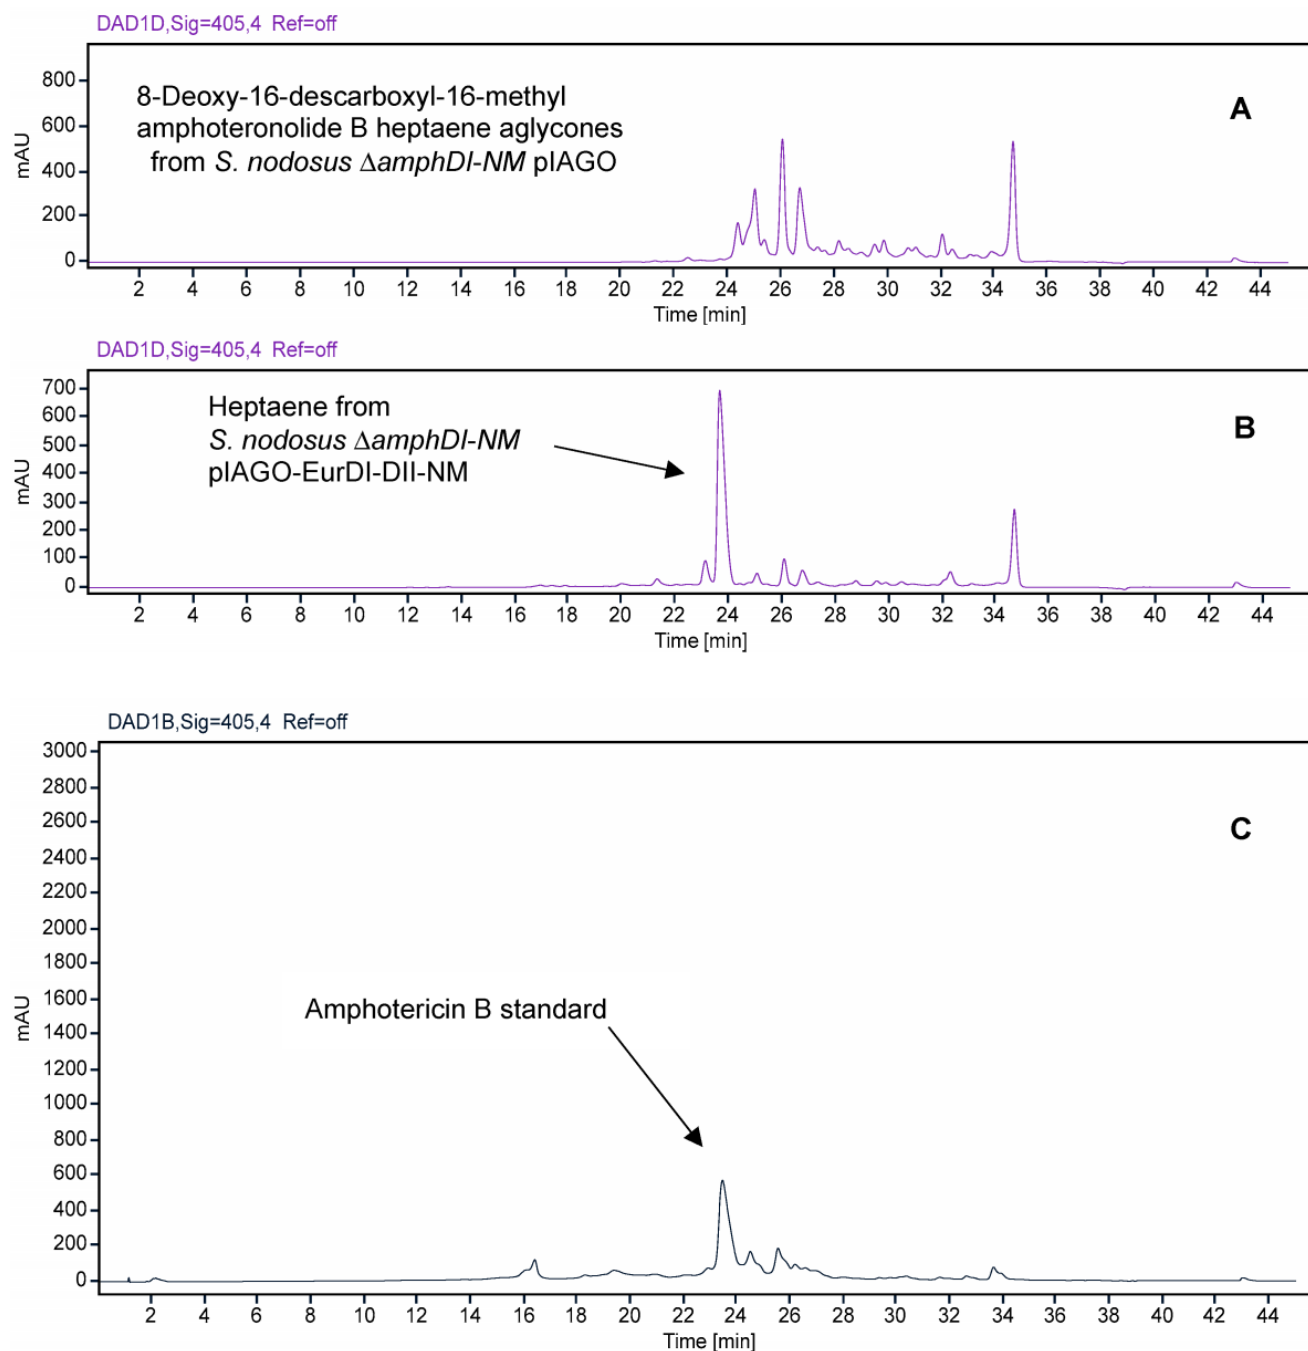 DAD1D,Sig=405,4 Ref=off
800
600
400
200
0
mAU
8-Deoxy-16-descarboxyl-16-methyl
amphoteronolide B heptaene aglycones
from S. nodosus ΔamphDI-NM pIAGO
A
2 4 6 8 10 12 14 16 18 20 22 24 26 28 30 32 34 36 38 40 42 44
Time [min]
DAD1D,Sig=405,4 Ref=off
700
600
500
400
300
200
100
0
mAU
Heptaene from
S. nodosus ΔamphDI-NM
pIAGO-EurDI-DII-NM
B
2 4 6 8 10 12 14 16 18 20 22 24 26 28 30 32 34 36 38 40 42 44
Time [min]
DAD1B,Sig=405,4 Ref=off
3000
2800
2600
2400
2200
2000
1800
1600
1400
1200
1000
800
600
400
200
0
mAU
C
Amphotericin B standard
2 4 6 8 10 12 14 16 18 20 22 24 26 28 30 32 34 36 38 40 42 44
Time [min]